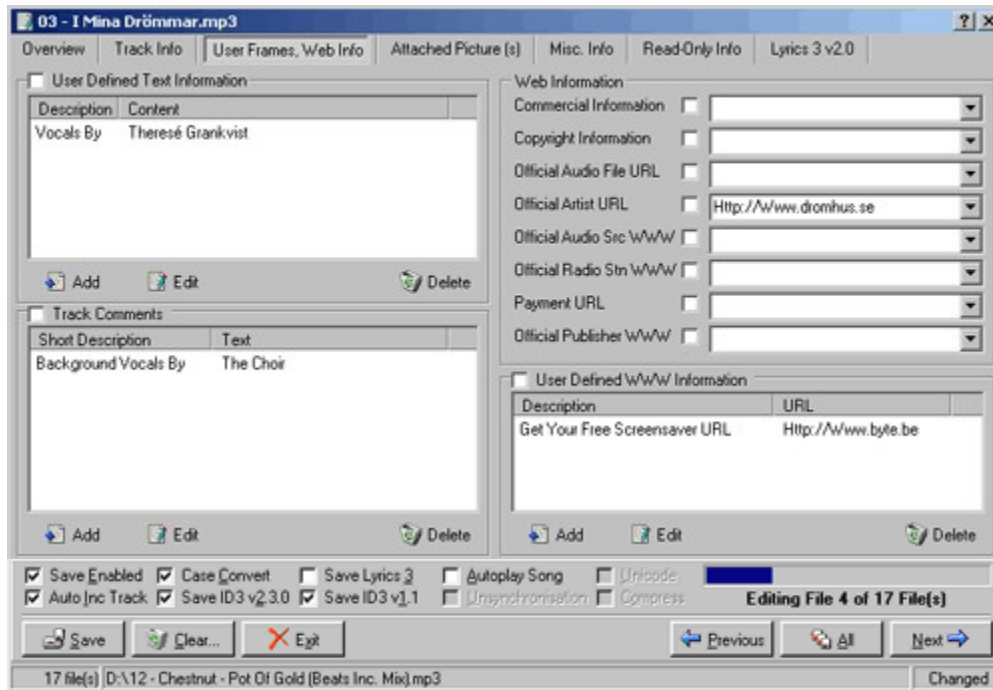 03 - I Mina Drömmar.mp3
Overview Track Info User Frames, Web Info Attached Picture (s) Misc. Info Read-Only Info Lyrics 3 v2.0
User Defined Text Information
Description Content
Vocals By Theresé Grankvist
Add Edit Delete
Track Comments
Short Description Text
Background Vocals By The Choir
Add Edit Delete
Web Information
Commercial Information
Copyright Information
Official Audio File URL
Official Artist URL Http://Www.dromhus.se
Official Audio Src WWW
Official Radio Stn WWW
Payment URL
Official Publisher WWW
User Defined WWW Information
Description URL
Get Your Free Screensaver URL Http://Www.byte.be
Add Edit Delete
Save Enabled Case Convert Save Lyrics 3 Autoplay Song Unicode
Auto Inc Track Save ID3 v2.3.0 Save ID3 v1.1 Unsynchronisation Compress Editing File 4 of 17 File(s)
Save Clear... Exit Previous All Next
17 file(s) D:\12 - Chestnut - Pot Of Gold (Beats Inc. Mix).mp3 Changed